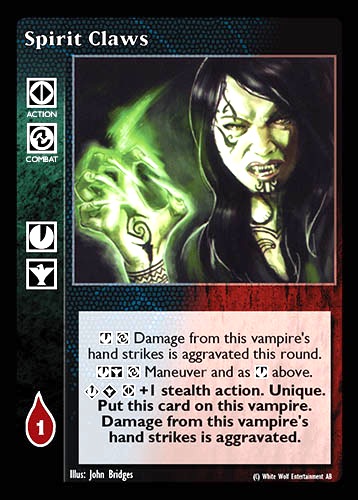 Spirit Claws
ACTION
COMBAT
Damage from this vampire's
hand strikes is aggravated this round.
Maneuver and as above.
+1 stealth action. Unique.
Put this card on this vampire.
Damage from this vampire's
hand strikes is aggravated.
1
Illus: John Bridges
(C) White Wolf Entertainment AB